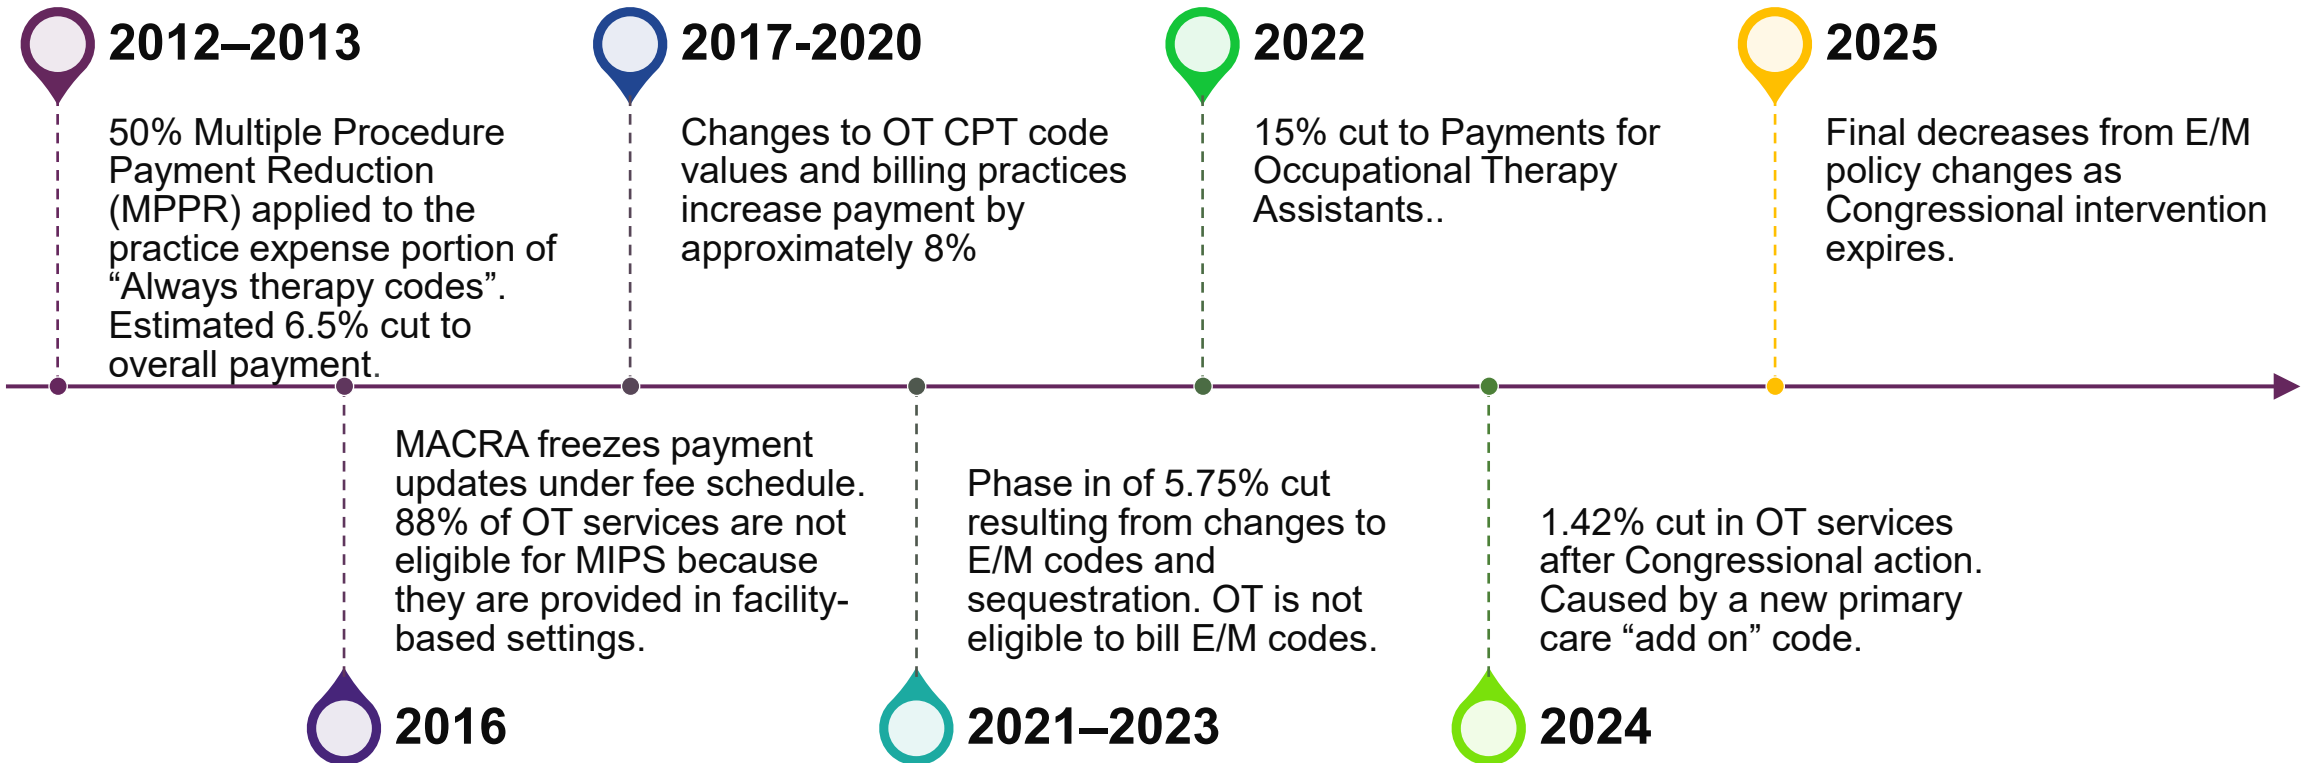 2012–2013
50% Multiple Procedure
Payment Reduction
(MPPR) applied to the
practice expense portion of
“Always therapy codes”.
Estimated 6.5% cut to
overall payment.
MACRA freezes payment
updates under fee schedule.
88% of OT services are not
eligible for MIPS because
they are provided in facility-
based settings.
2016
2017-2020
Changes to OT CPT code
values and billing practices
increase payment by
approximately 8%
Phase in of 5.75% cut
resulting from changes to
E/M codes and
sequestration. OT is not
eligible to bill E/M codes.
2021–2023
2022
15% cut to Payments for
Occupational Therapy
Assistants..
1.42% cut in OT services
after Congressional action.
Caused by a new primary
care “add on” code.
2024
2025
Final decreases from E/M
policy changes as
Congressional intervention
expires.